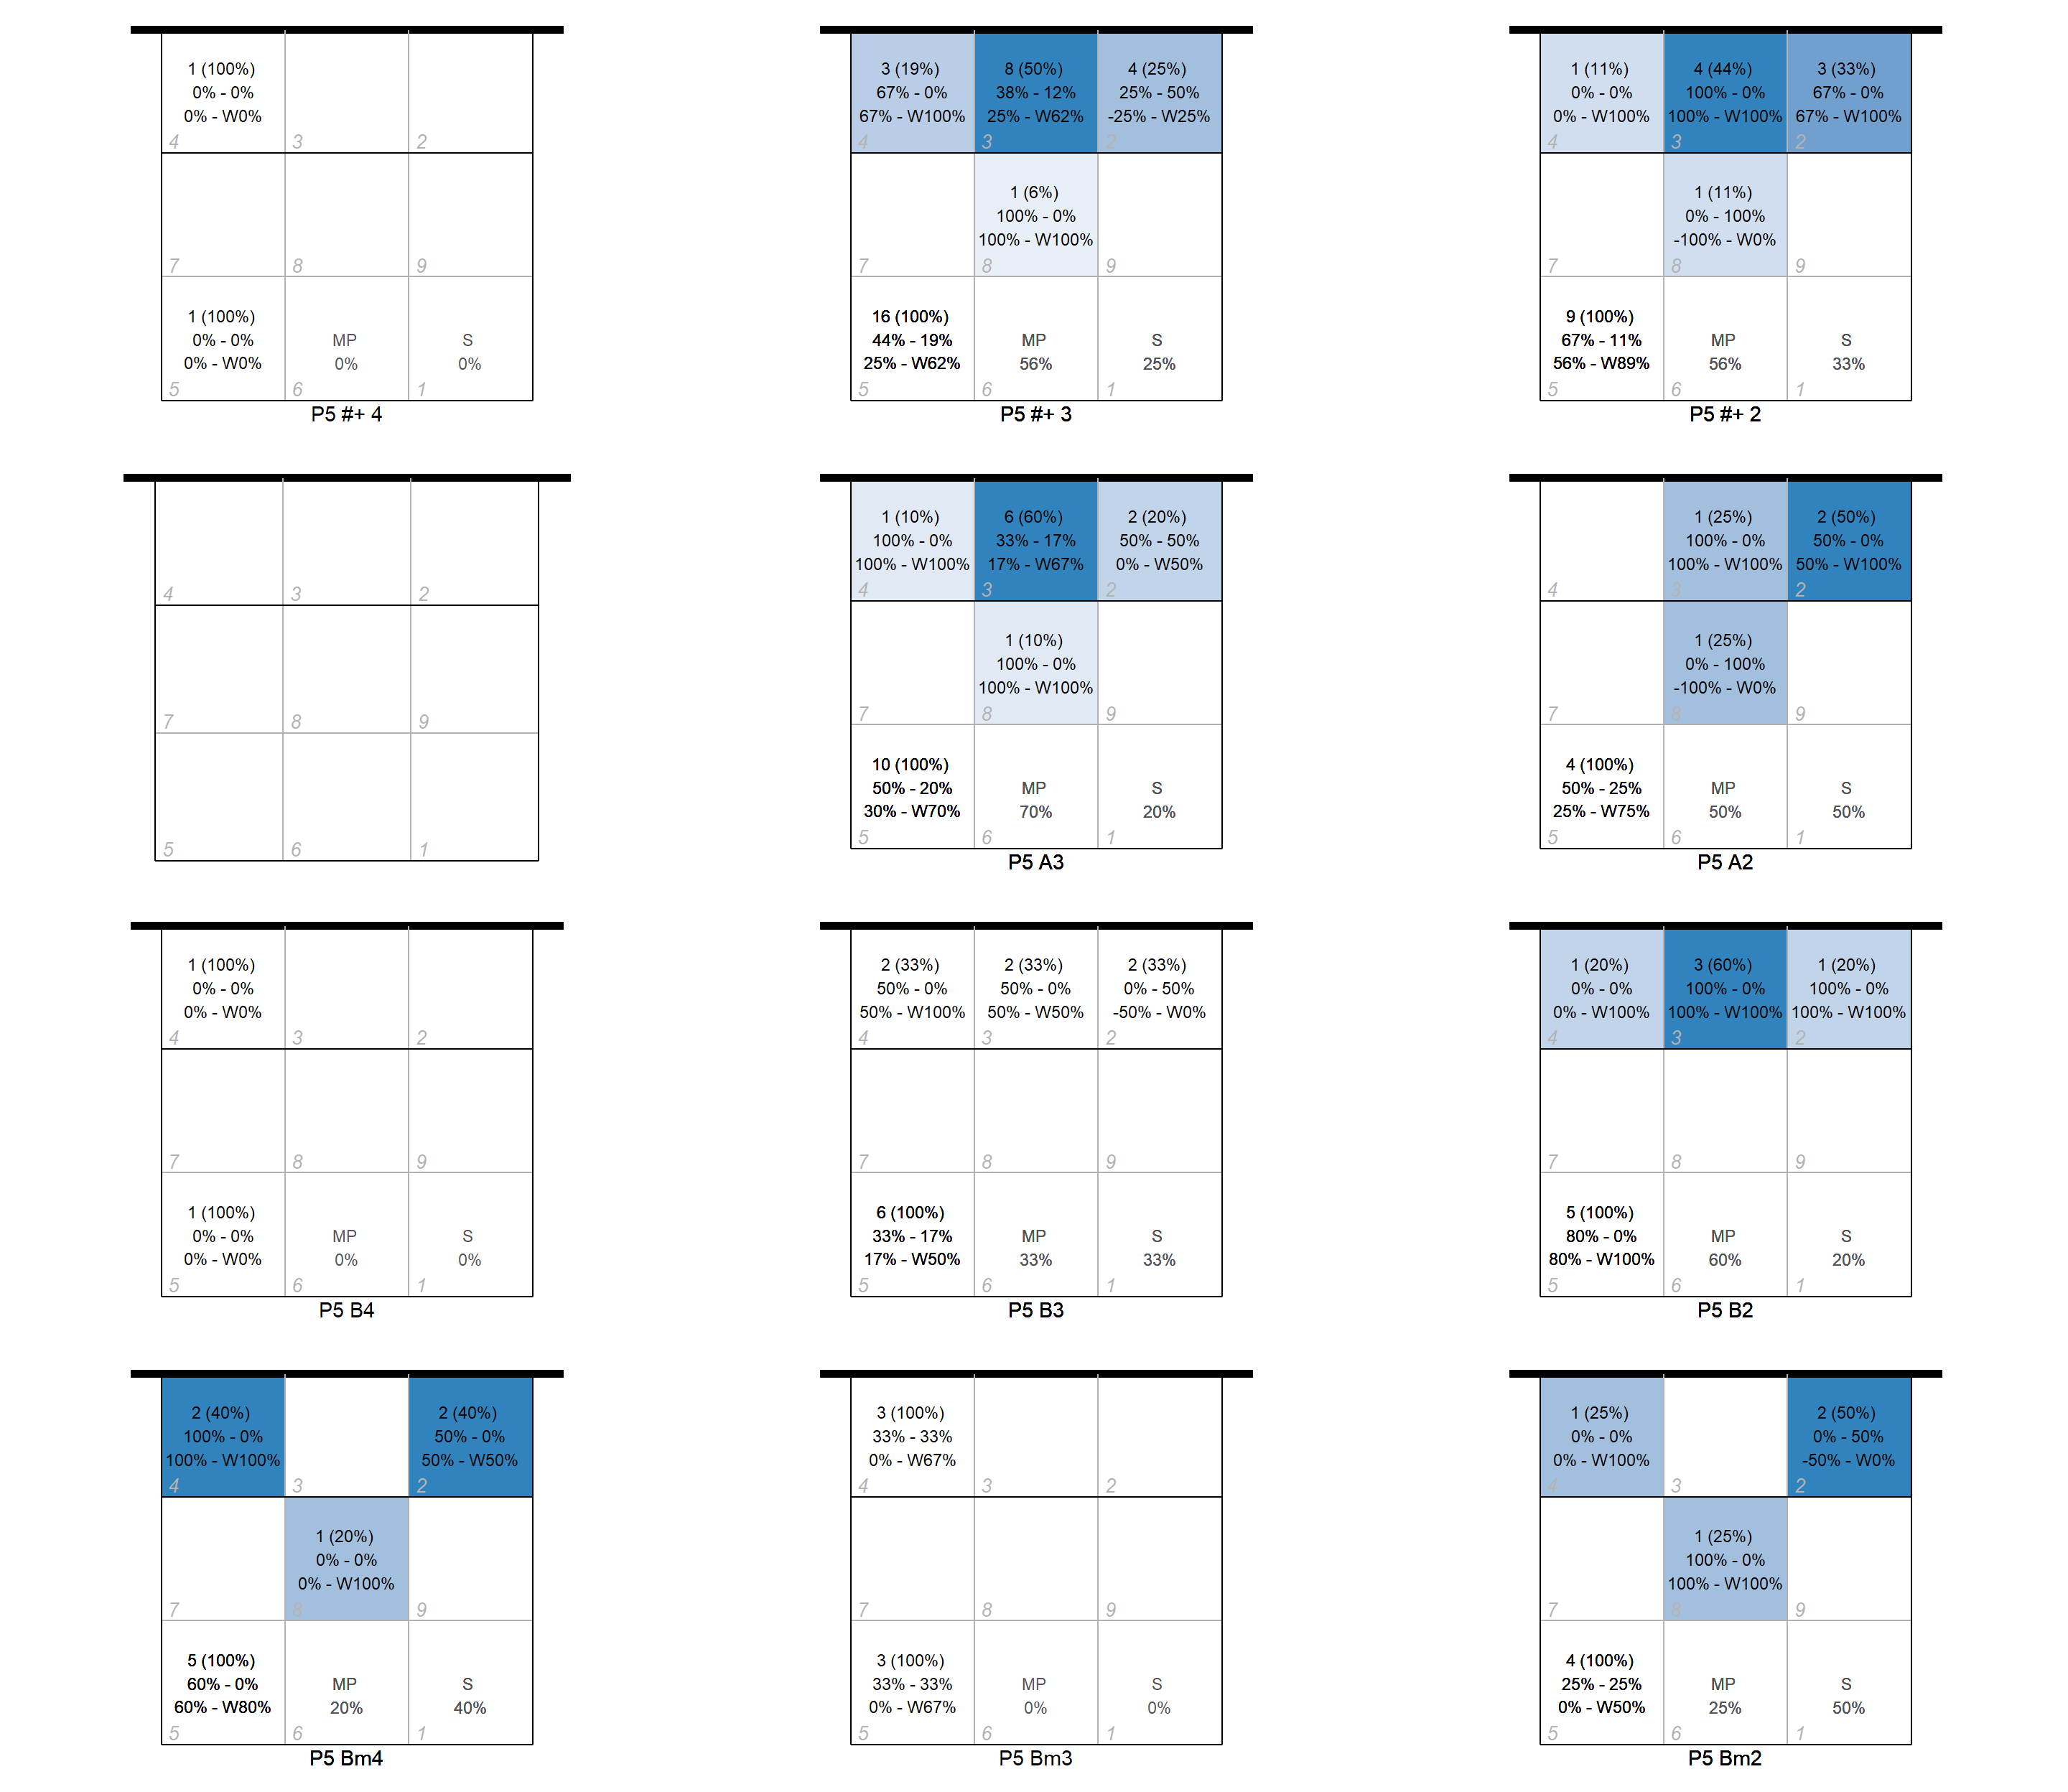 1 (100%)
0% - 0%
0% - W0%
4
3
2
7
8
9
1 (100%)
0% - 0%
0% - W0%
5
MP
0%
6
S
0%
1
P5 #+ 4
3 (19%)
67% - 0%
67% - W100%
4
8 (50%)
38% - 12%
25% - W62%
3
4 (25%)
25% - 50%
-25% - W25%
2
7
1 (6%)
100% - 0%
100% - W100%
8
9
16 (100%)
44% - 19%
25% - W62%
5
MP
56%
6
S
25%
1
P5 #+ 3
1 (11%)
0% - 0%
0% - W100%
4
4 (44%)
100% - 0%
100% - W100%
3
3 (33%)
67% - 0%
67% - W100%
2
7
1 (11%)
0% - 100%
-100% - W0%
8
9
9 (100%)
67% - 11%
56% - W89%
5
MP
56%
6
S
33%
1
P5 #+ 2
4
3
2
7
8
9
5
6
1
1 (10%)
100% - 0%
100% - W100%
4
6 (60%)
33% - 17%
17% - W67%
3
2 (20%)
50% - 50%
0% - W50%
2
7
1 (10%)
100% - 0%
100% - W100%
8
9
10 (100%)
50% - 20%
30% - W70%
5
MP
70%
6
S
20%
1
P5 A3
4
1 (25%)
100% - 0%
100% - W100%
3
2 (50%)
50% - 0%
50% - W100%
2
7
1 (25%)
0% - 100%
-100% - W0%
8
9
4 (100%)
50% - 25%
25% - W75%
5
MP
50%
6
S
50%
1
P5 A2
1 (100%)
0% - 0%
0% - W0%
4
3
2
7
8
9
1 (100%)
0% - 0%
0% - W0%
5
MP
0%
6
S
0%
1
P5 B4
2 (33%)
50% - 0%
50% - W100%
4
2 (33%)
50% - 0%
50% - W50%
3
2 (33%)
0% - 50%
-50% - W0%
2
7
8
9
6 (100%)
33% - 17%
17% - W50%
5
MP
33%
6
S
33%
1
P5 B3
1 (20%)
0% - 0%
0% - W100%
4
3 (60%)
100% - 0%
100% - W100%
3
1 (20%)
100% - 0%
100% - W100%
2
7
8
9
5 (100%)
80% - 0%
80% - W100%
5
MP
60%
6
S
20%
1
P5 B2
2 (40%)
100% - 0%
100% - W100%
4
3
2 (40%)
50% - 0%
50% - W50%
2
7
1 (20%)
0% - 0%
0% - W100%
8
9
5 (100%)
60% - 0%
60% - W80%
5
MP
20%
6
S
40%
1
P5 Bm4
3 (100%)
33% - 33%
0% - W67%
4
3
2
7
8
9
3 (100%)
33% - 33%
0% - W67%
5
MP
0%
6
S
0%
1
P5 Bm3
1 (25%)
0% - 0%
0% - W100%
4
3
2 (50%)
0% - 50%
-50% - W0%
2
7
1 (25%)
100% - 0%
100% - W100%
8
9
4 (100%)
25% - 25%
0% - W50%
5
MP
25%
6
S
50%
1
P5 Bm2